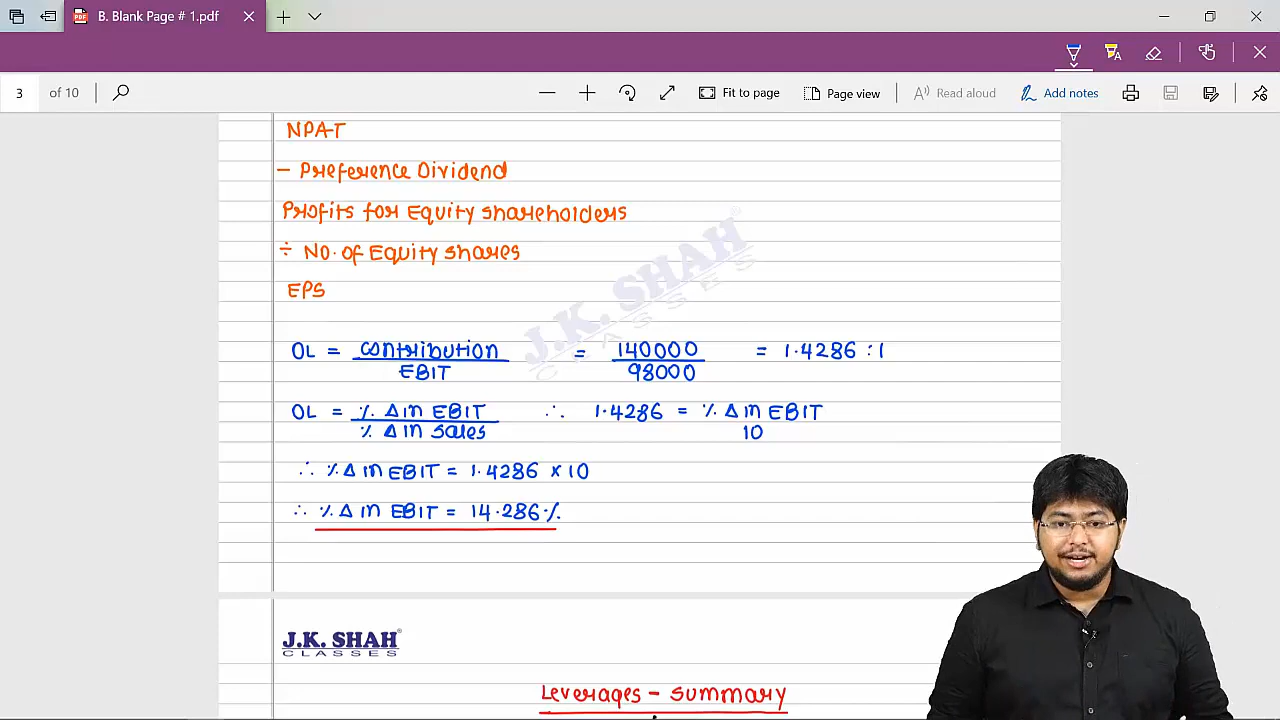 B. Blank Page # 1.pdf
3 of 10 Fit to page Page view Read aloud Add notes
NPAT
- Preference Dividend
Profits for Equity shareholders
÷ No. of Equity shares
EPS
J.K. SHAH®
CLASSES
OL = contribution / EBIT = 140000 / 98000 = 1.4286 : 1
OL = % Δ in EBIT / % Δ in sales ∴ 1.4286 = % Δ in EBIT / 10
∴ % Δ in EBIT = 1.4286 × 10
∴ % Δ in EBIT = 14.286 %
J.K. SHAH®
CLASSES
Leverages - summary